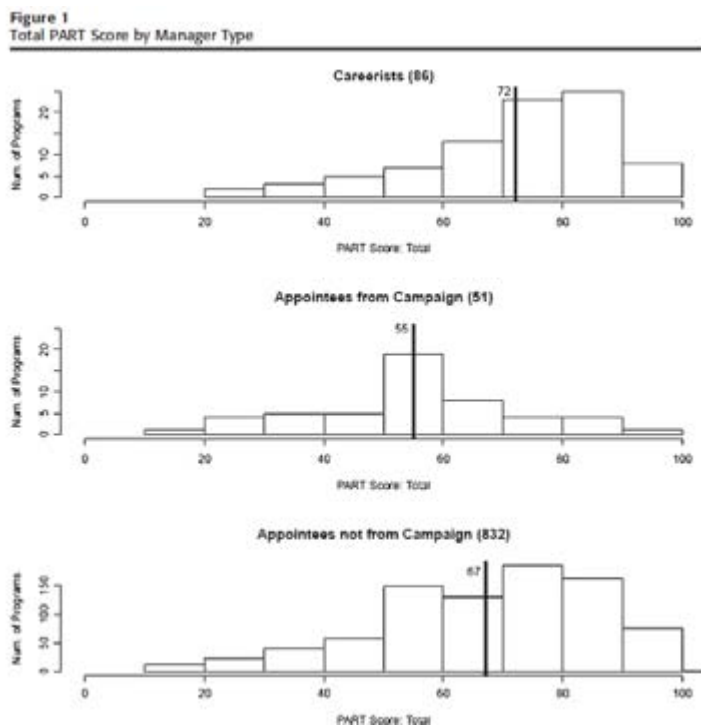 Figure 1
Total PART Score by Manager Type
Careerists (86)
72
Num. of Programs
0 5 10 20
0 20 40 60 80 100
PART Score: Total
Appointees from Campaign (51)
55
Num. of Programs
0 5 10 20
0 20 40 60 80 100
PART Score: Total
Appointees not from Campaign (832)
67
Num. of Programs
0 50 100 150
0 20 40 60 80 100
PART Score: Total